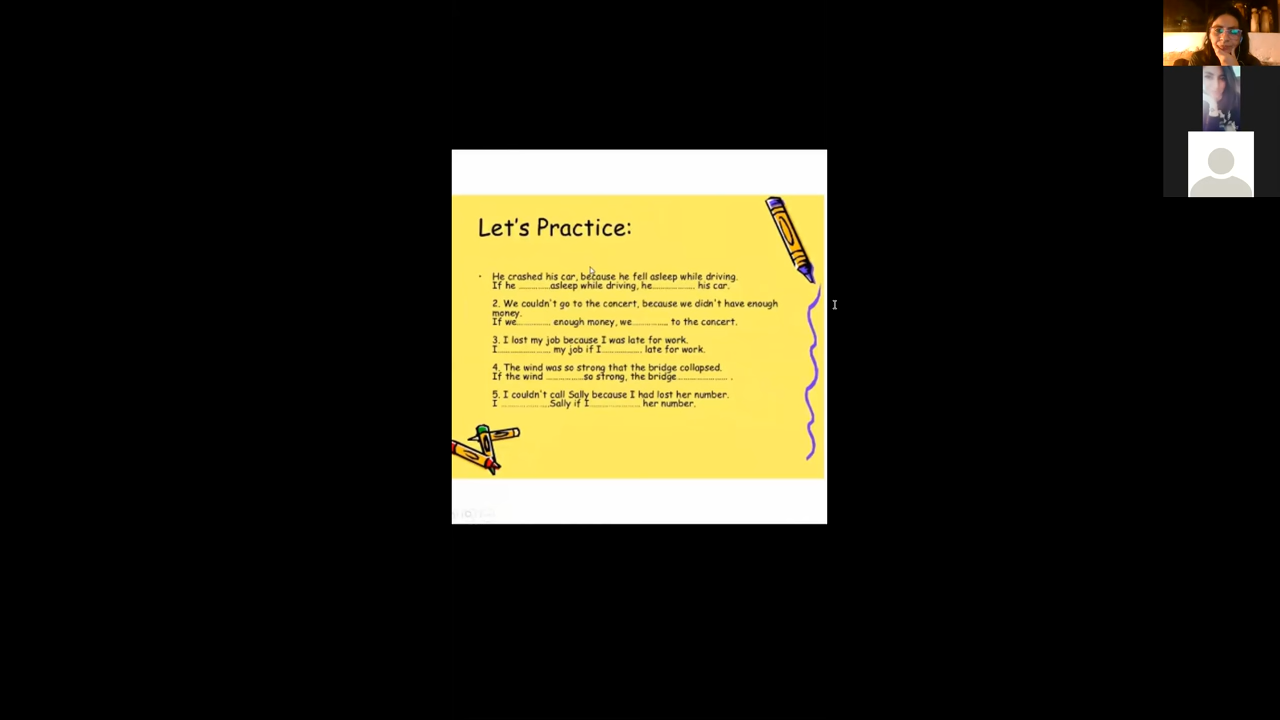 Let's Practice:
• He crashed his car, because he fell asleep while driving.
If he ............asleep while driving, he................ his car.
2. We couldn't go to the concert, because we didn't have enough
money.
If we............. enough money, we............... to the concert.
3. I lost my job because I was late for work.
I..................... my job if I................ late for work.
4. The wind was so strong that the bridge collapsed.
If the wind ..............so strong, the bridge.................... .
5. I couldn't call Sally because I had lost her number.
I ...................Sally if I.................... her number.